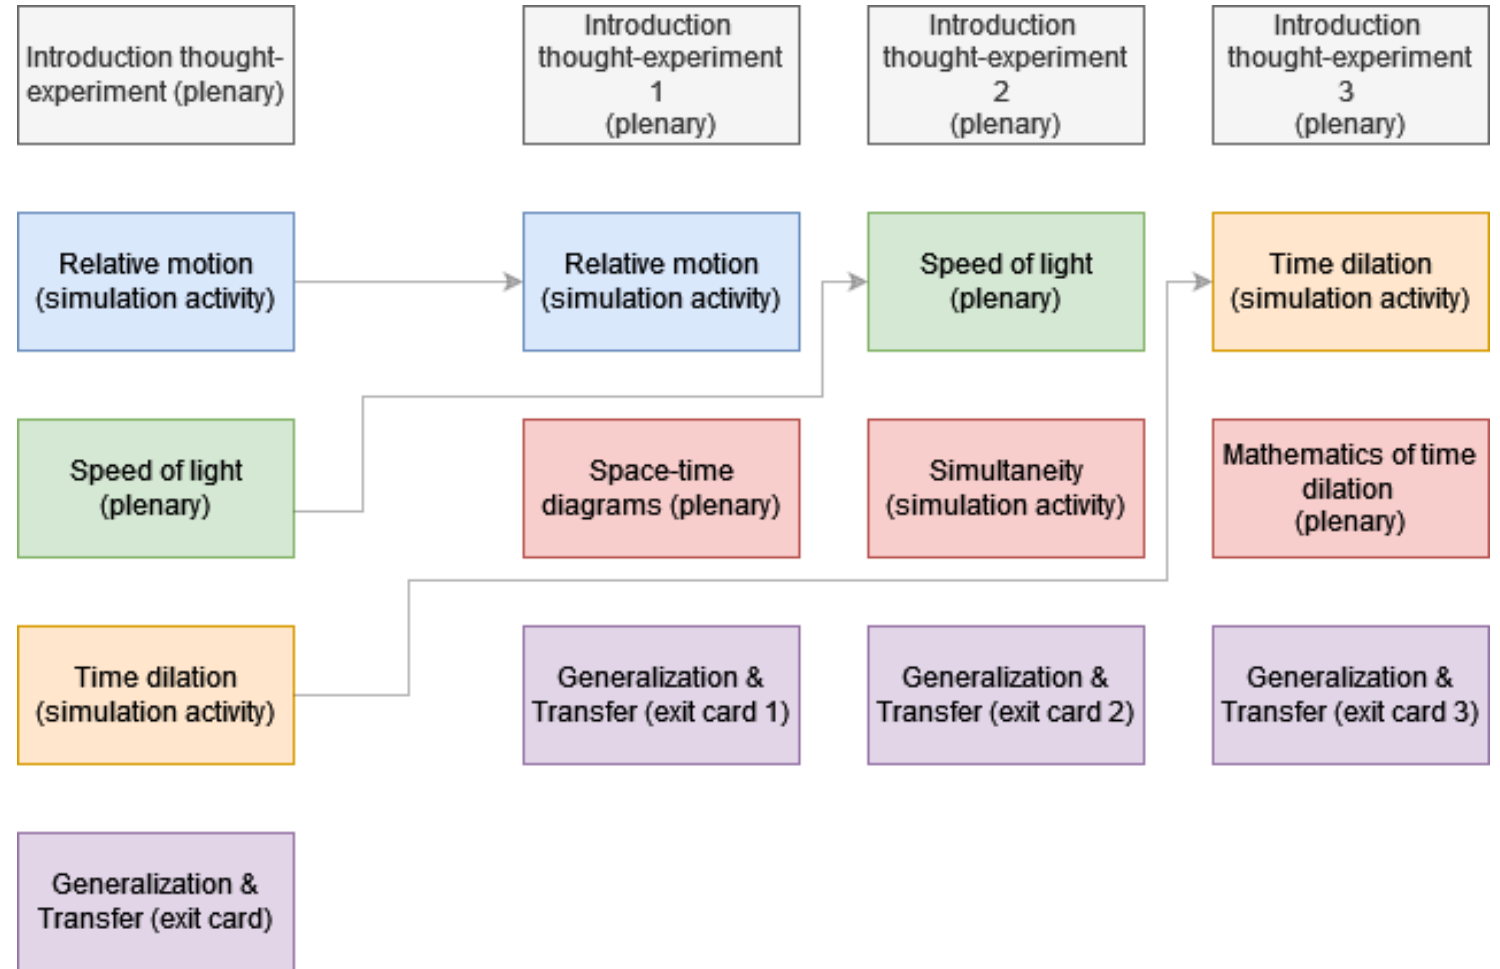 Introduction thought-
experiment (plenary)
Introduction
thought-experiment
1
(plenary)
Introduction
thought-experiment
2
(plenary)
Introduction
thought-experiment
3
(plenary)
Relative motion
(simulation activity)
Relative motion
(simulation activity)
Speed of light
(plenary)
Time dilation
(simulation activity)
Speed of light
(plenary)
Space-time
diagrams (plenary)
Simultaneity
(simulation activity)
Mathematics of time
dilation
(plenary)
Time dilation
(simulation activity)
Generalization &
Transfer (exit card 1)
Generalization &
Transfer (exit card 2)
Generalization &
Transfer (exit card 3)
Generalization &
Transfer (exit card)